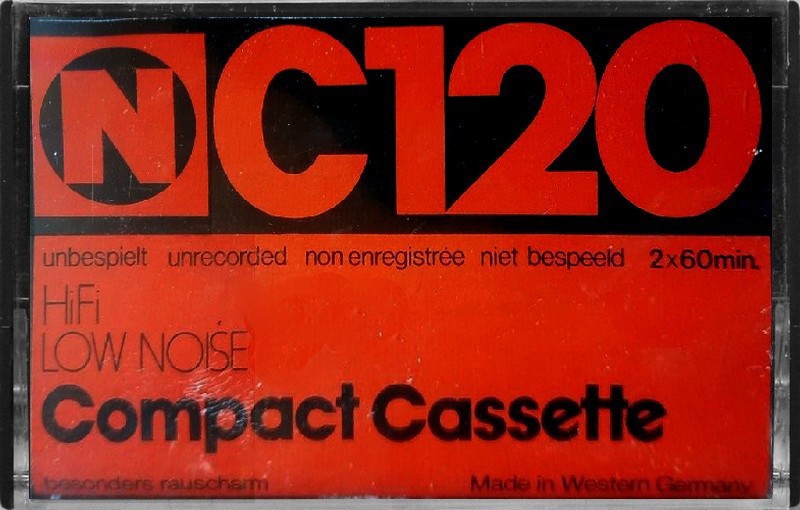 N C120
unbespielt unrecorded non enregistrée niet bespeeld 2x60min.
HiFi
LOW NOISE
Compact Cassette
besonders rauscharm Made in Western Germany